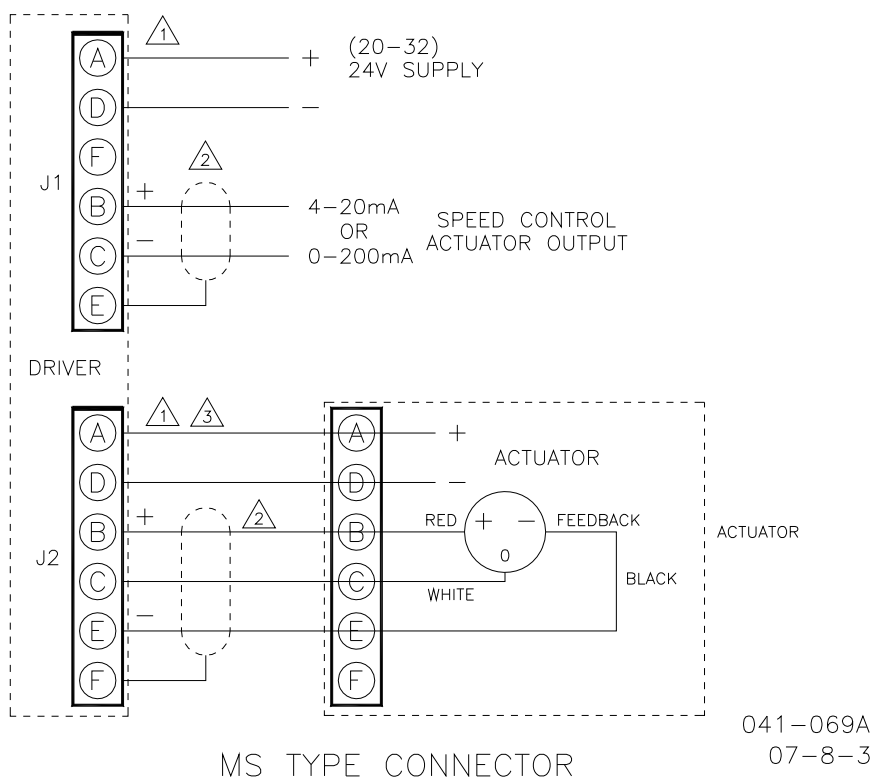 A
1
+
(20-32)
24V SUPPLY
D
-
F
2
J1
B
+
4-20mA
OR
0-200mA
SPEED CONTROL
ACTUATOR OUTPUT
-
C
E
DRIVER
A
1
3
A
+
ACTUATOR
D
D
-
B
+
2
B
RED
+
-
FEEDBACK
0
ACTUATOR
J2
C
C
WHITE
BLACK
-
E
E
F
F
041-069A
07-8-3
MS TYPE CONNECTOR